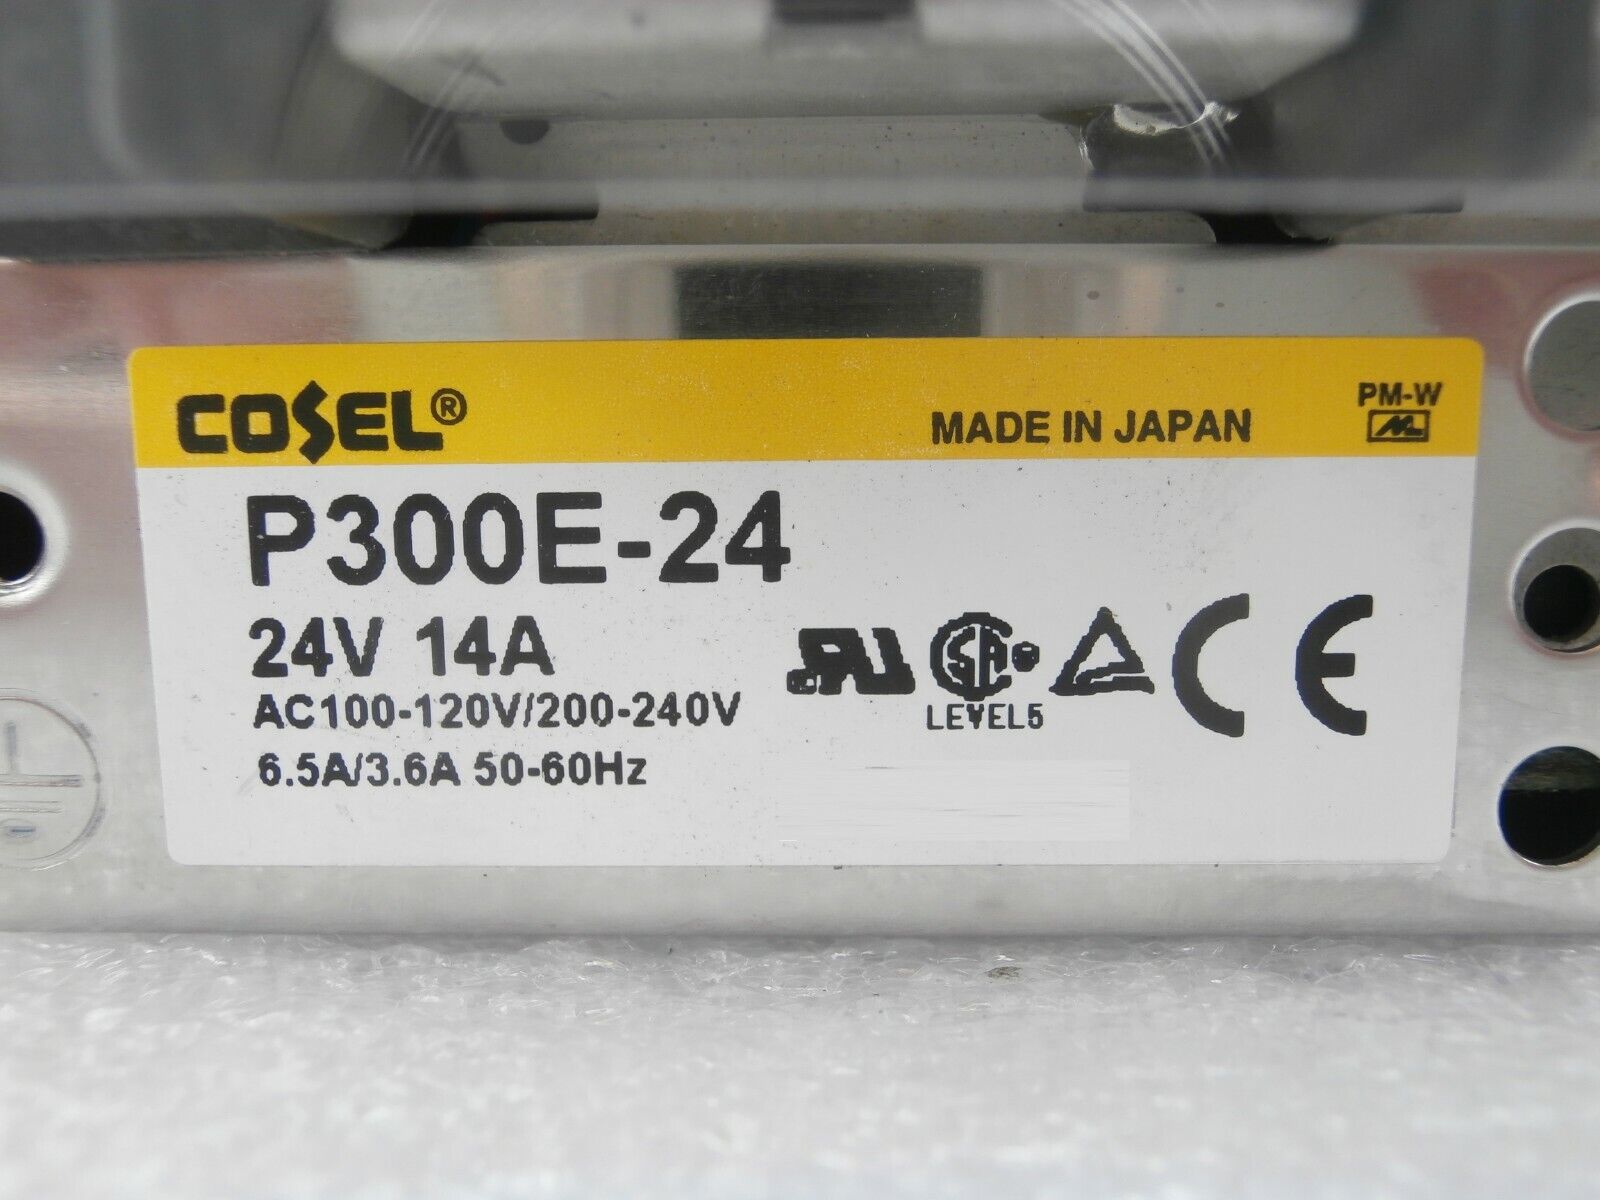 COSEL®
MADE IN JAPAN
PM-W
P300E-24
24V 14A
AC100-120V/200-240V
6.5A/3.6A 50-60Hz
LEVEL5
CE